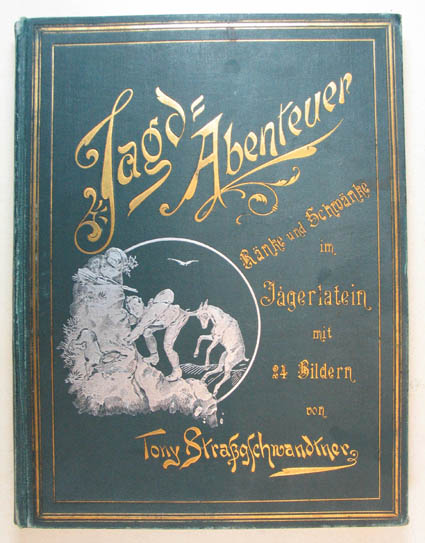 Jagd=
Abenteuer
Ränke und Schwänke
im
Jägerlatein
mit
24 Bildern
von
Tony Straßgschwandtner